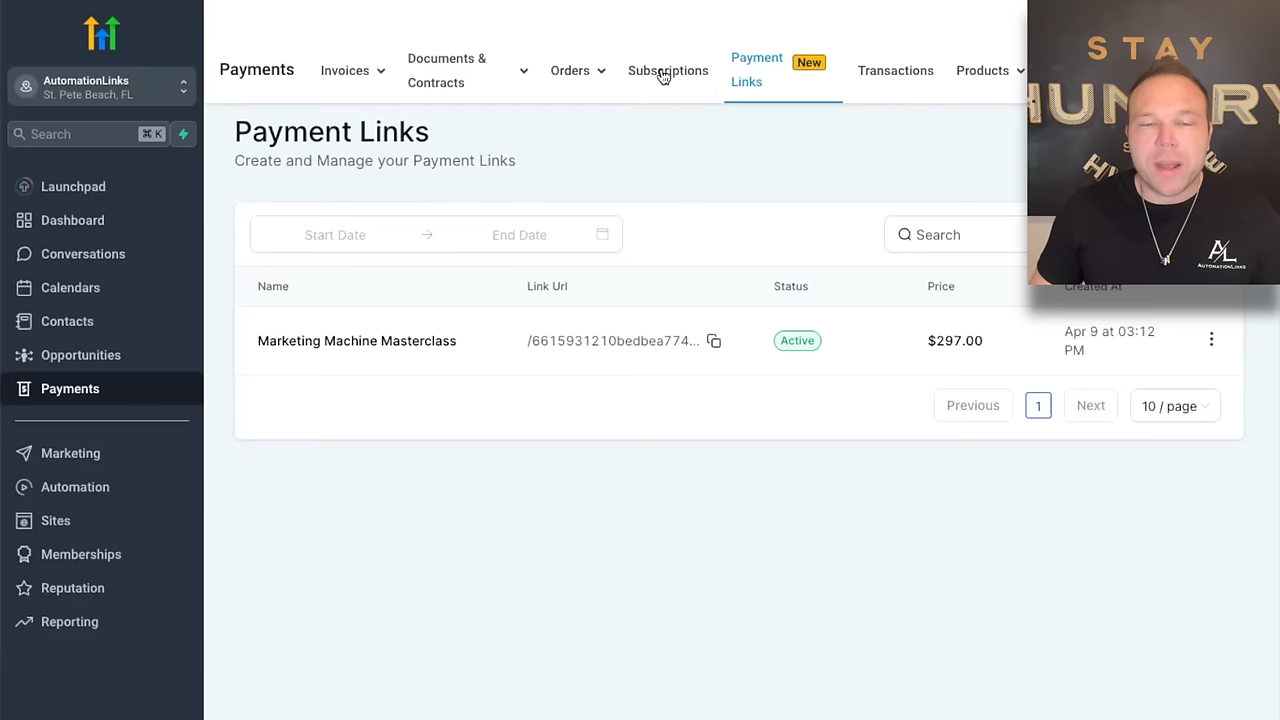 AutomationLinks
St. Pete Beach, FL
Search
⌘ K
Launchpad
Dashboard
Conversations
Calendars
Contacts
Opportunities
Payments
Marketing
Automation
Sites
Memberships
Reputation
Reporting
Payments
Invoices
Documents &
Contracts
Orders
Subscriptions
Payment
Links
New
Transactions
Products
Payment Links
Create and Manage your Payment Links
Start Date
End Date
Search
Name
Link Url
Status
Price
Created At
Marketing Machine Masterclass
/6615931210bedbea774...
Active
$297.00
Apr 9 at 03:12
PM
Previous
1
Next
10 / page
STAY
HUNGRY
A/L
AUTOMATIONLINKS